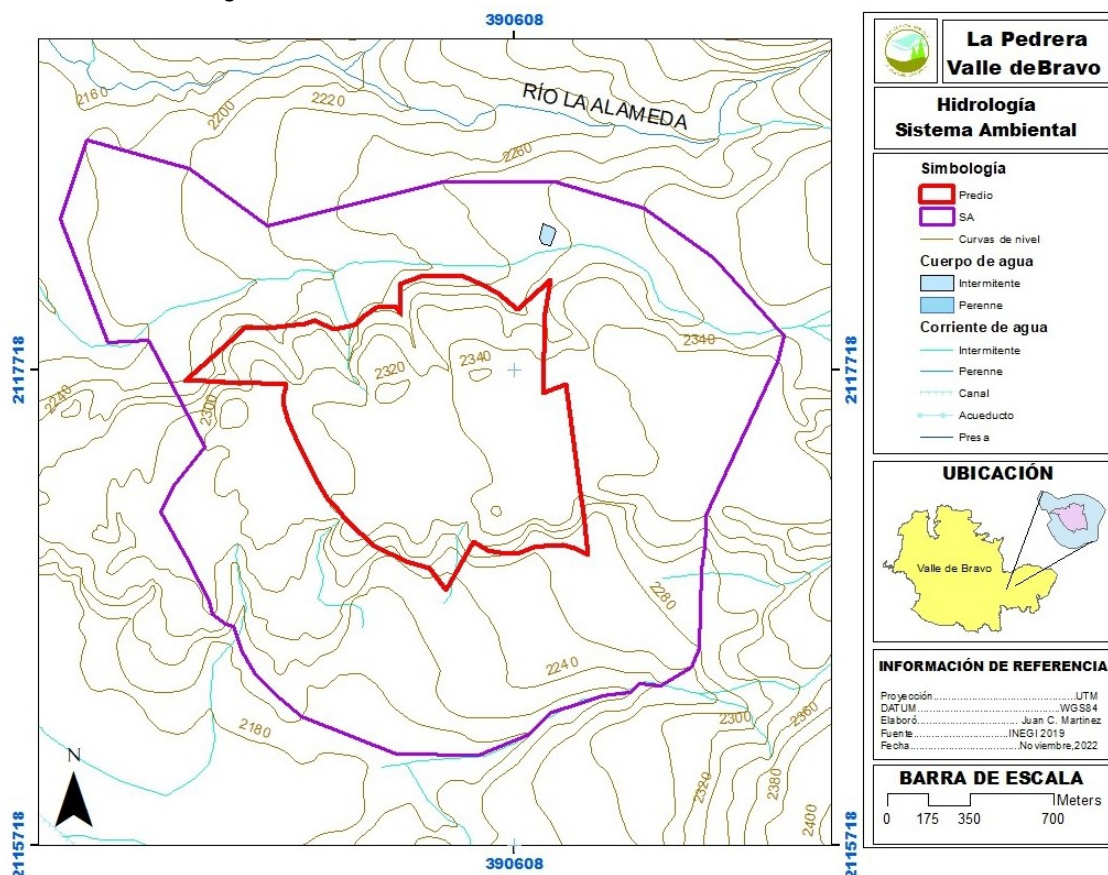 390608
2160
2200
2220
RÍO LA ALAMEDA
2260
2340
2320
2340
2240
2300
2280
2240
2180
2300
2360
2320
2380
2400
N
2117718
2117718
2115718
2115718
390608
La Pedrera
Valle deBravo
Hidrología
Sistema Ambiental
Simbología
Predio
SA
Curvas de nivel
Cuerpo de agua
Intermitente
Perenne
Corriente de agua
Intermitente
Perenne
Canal
Acueducto
Presa
UBICACIÓN
Valle de Bravo
INFORMACIÓN DE REFERENCIA
Proyección.......................................UTM
DATUM.......................................WGS84
Elaboró............................ Juan C. Martinez
Fuente............................INEGI 2019
Fecha...............................Noviembre,2022
BARRA DE ESCALA
Meters
0 175 350 700